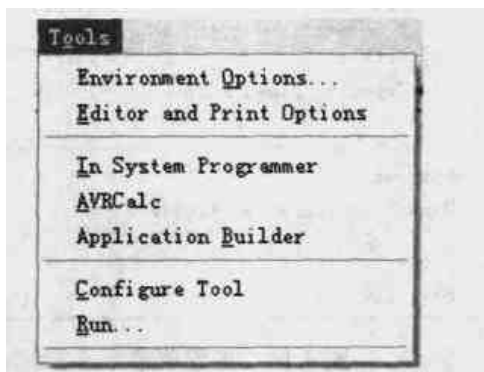 Tools
Environment Options...
Editor and Print Options
In System Programmer
AVRCalc
Application Builder
Configure Tool
Run...